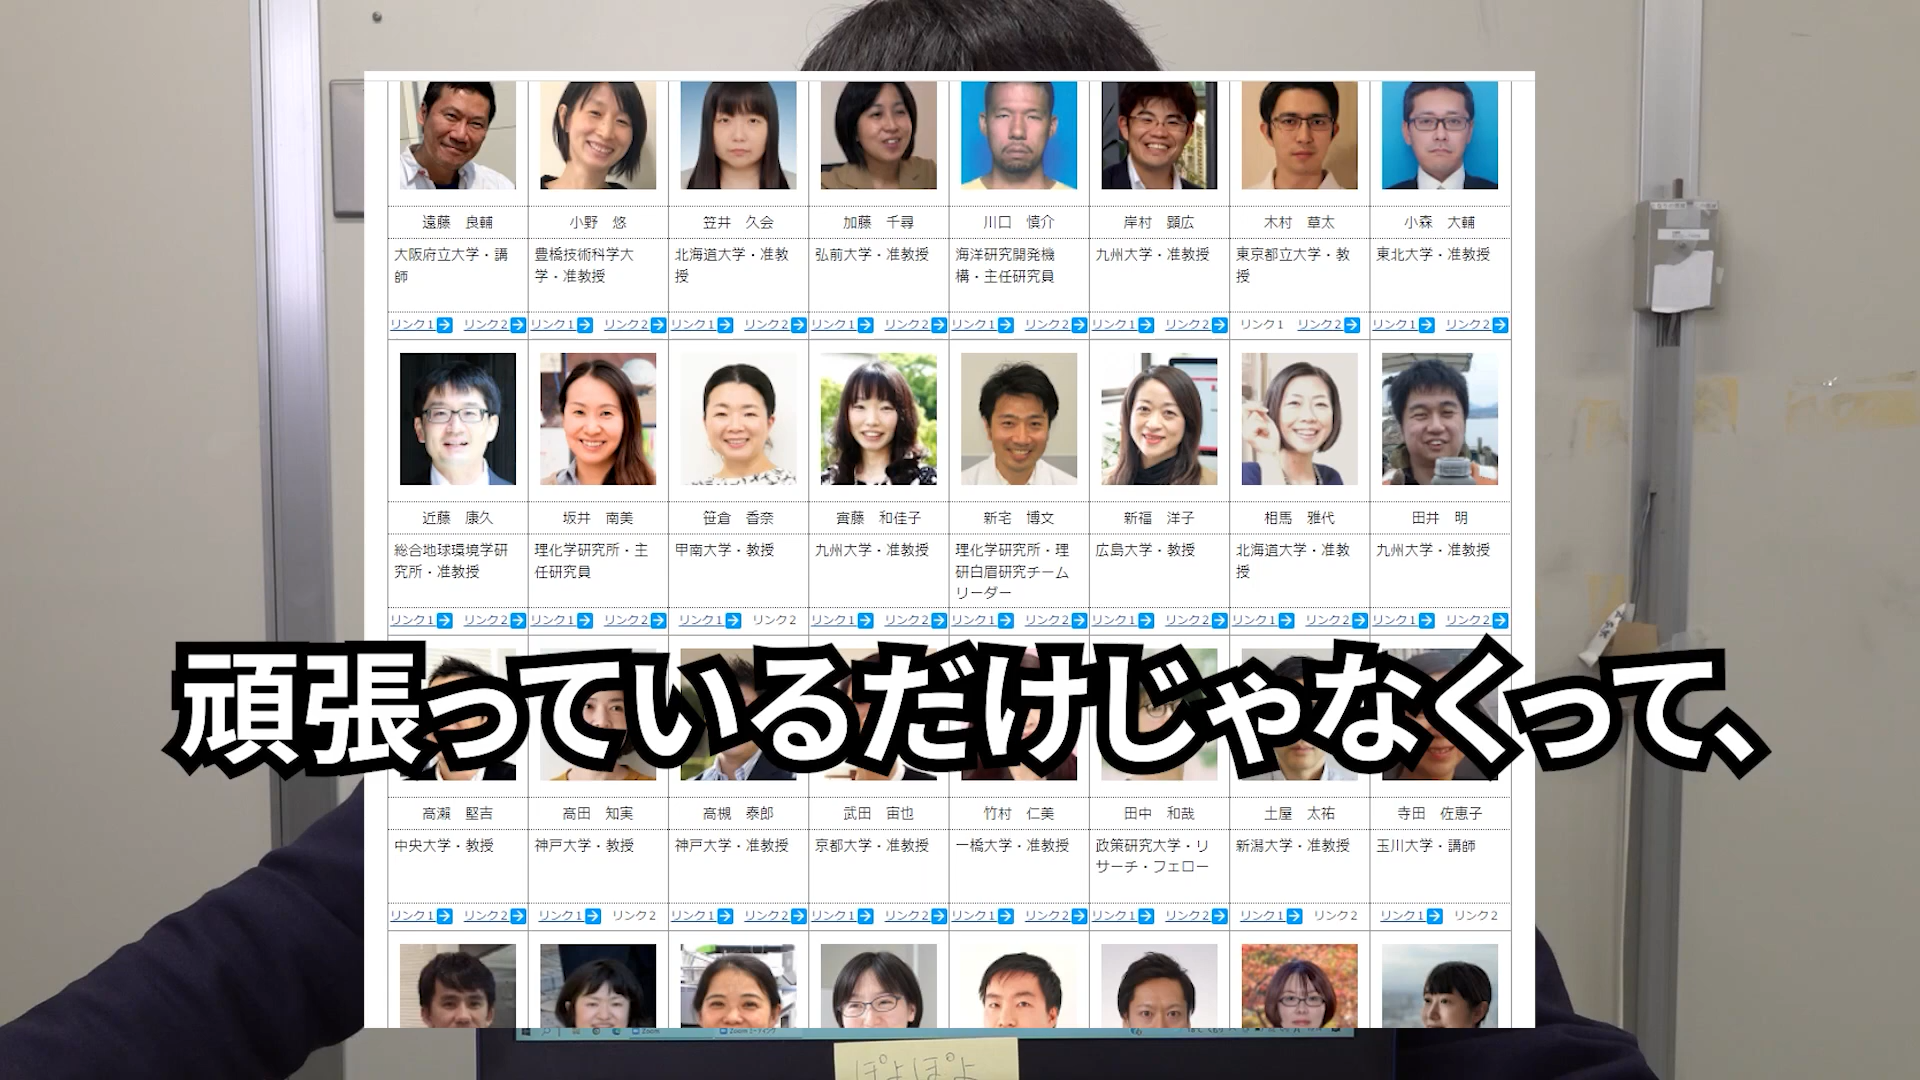 遠藤　良輔
小野　悠
笠井　久会
加藤　千尋
川口　慎介
岸村　顕広
木村　草太
小森　大輔
大阪府立大学・講
師
豊橋技術科学大
学・准教授
北海道大学・准教
授
弘前大学・准教授
海洋研究開発機
構・主任研究員
九州大学・准教授
東京都立大学・教
授
東北大学・准教授
リンク1 リンク2 リンク1 リンク2 リンク1 リンク2 リンク1 リンク2 リンク1 リンク2 リンク1 リンク2 リンク1 リンク2 リンク1 リンク2
近藤　康久
坂井　南美
笹倉　香奈
齊藤　和佳子
新宅　博文
新福　洋子
相馬　雅代
田井　明
総合地球環境学研
究所・准教授
理化学研究所・主
任研究員
甲南大学・教授
九州大学・准教授
理化学研究所・理
研白眉研究チーム
リーダー
広島大学・教授
北海道大学・准教
授
九州大学・准教授
リンク1 リンク2 リンク1 リンク2 リンク1 リンク2 リンク1 リンク2 リンク1 リンク2 リンク1 リンク2 リンク1 リンク2 リンク1 リンク2
頑張っているだけじゃなくって、
高瀬　堅吉
高田　知実
高槻　泰郎
武田　宙也
竹村　仁美
田中　和哉
土屋　太祐
寺田　佐恵子
中央大学・教授
神戸大学・教授
神戸大学・准教授
京都大学・准教授
一橋大学・准教授
政策研究大学・リ
サーチ・フェロー
新潟大学・准教授
玉川大学・講師
リンク1 リンク2 リンク1 リンク2 リンク1 リンク2 リンク1 リンク2 リンク1 リンク2 リンク1 リンク2 リンク1 リンク2 リンク1 リンク2
Zoom
Zoom ミーティング
ぽよぽよ